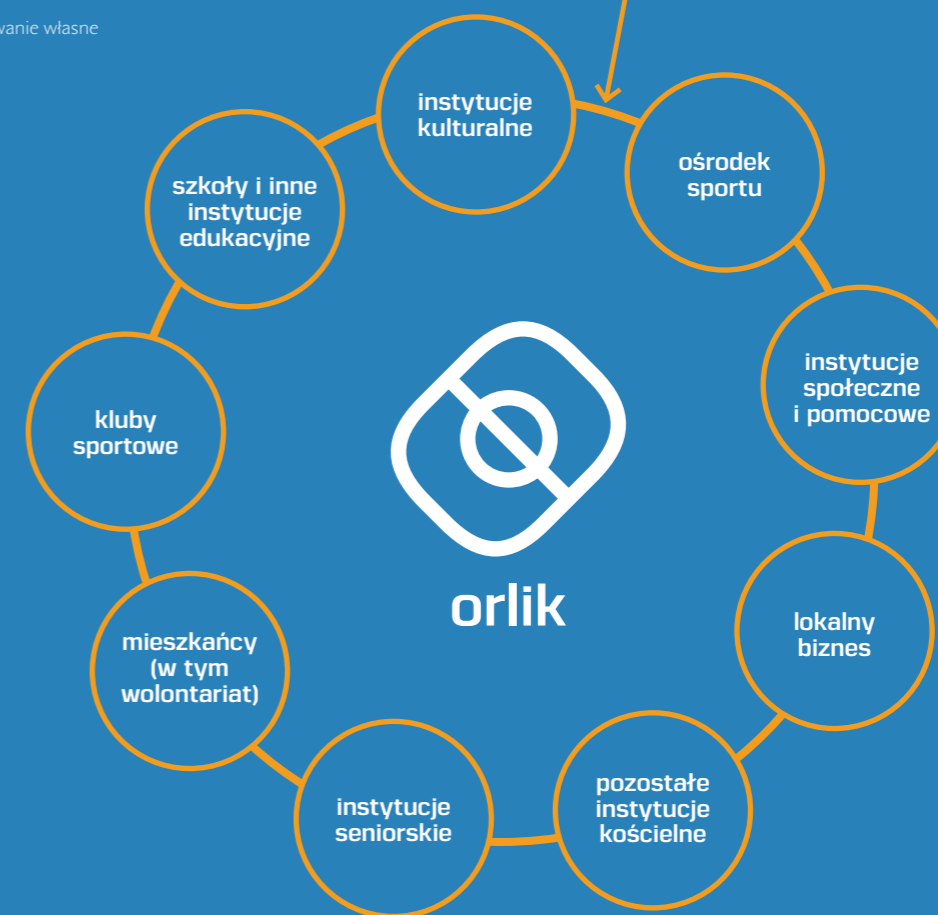 własne
instytucje
kulturalne
ośrodek
sportu
szkoły i inne
instytucje
edukacyjne
instytucje
społeczne
i pomocowe
kluby
sportowe
orlik
lokalny
biznes
mieszkańcy
(w tym
wolontariat)
pozostałe
instytucje
kościelne
instytucje
seniorskie